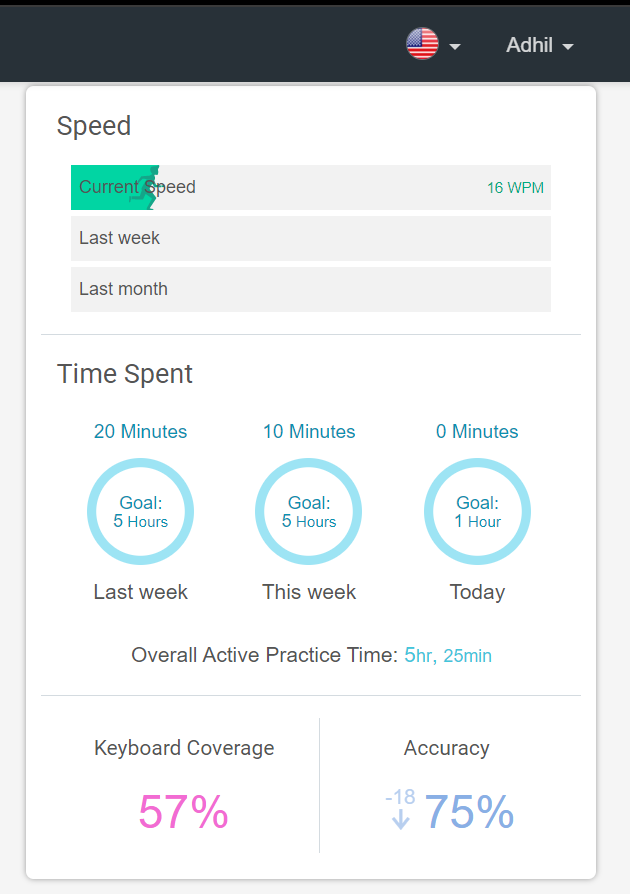 Adhil
Speed
Current Speed 16 WPM
Last week
Last month
Time Spent
20 Minutes 10 Minutes 0 Minutes
Goal: Goal: Goal:
5 Hours 5 Hours 1 Hour
Last week This week Today
Overall Active Practice Time: 5hr, 25min
Keyboard Coverage Accuracy
57% -18 75%